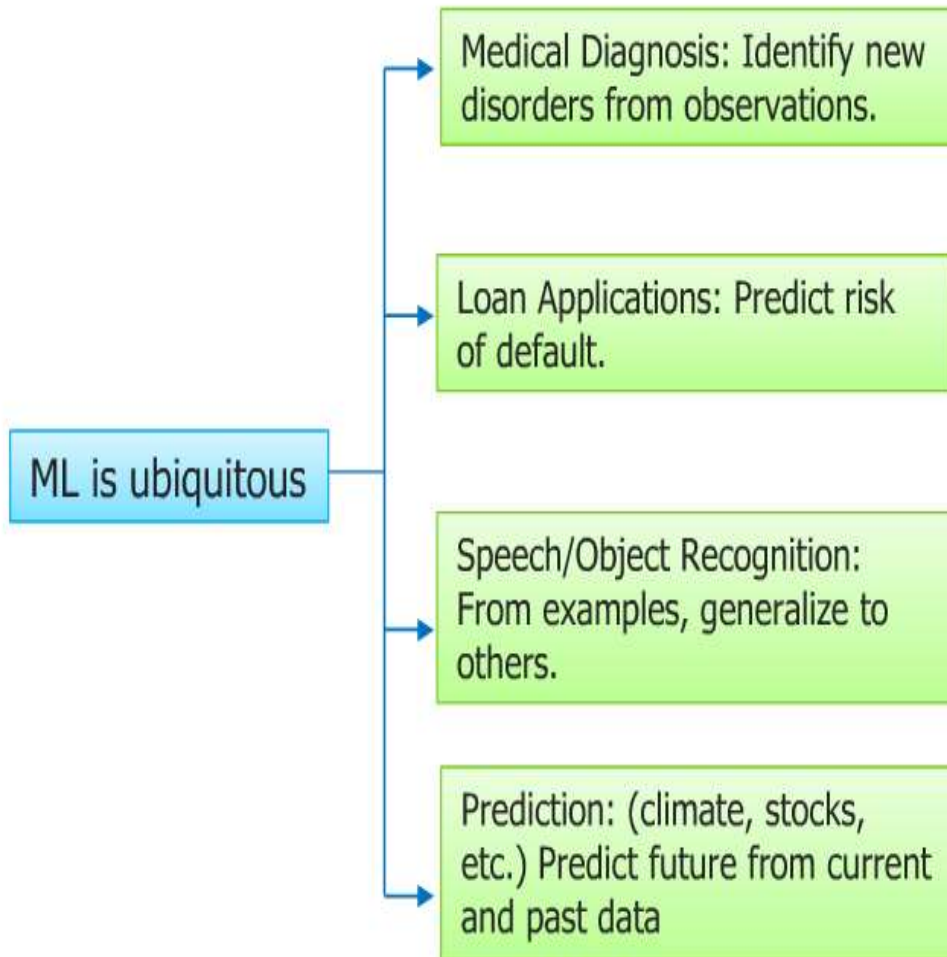 Medical Diagnosis: Identify new
disorders from observations.
Loan Applications: Predict risk
of default.
ML is ubiquitous
Speech/Object Recognition:
From examples, generalize to
others.
Prediction: (climate, stocks,
etc.) Predict future from current
and past data